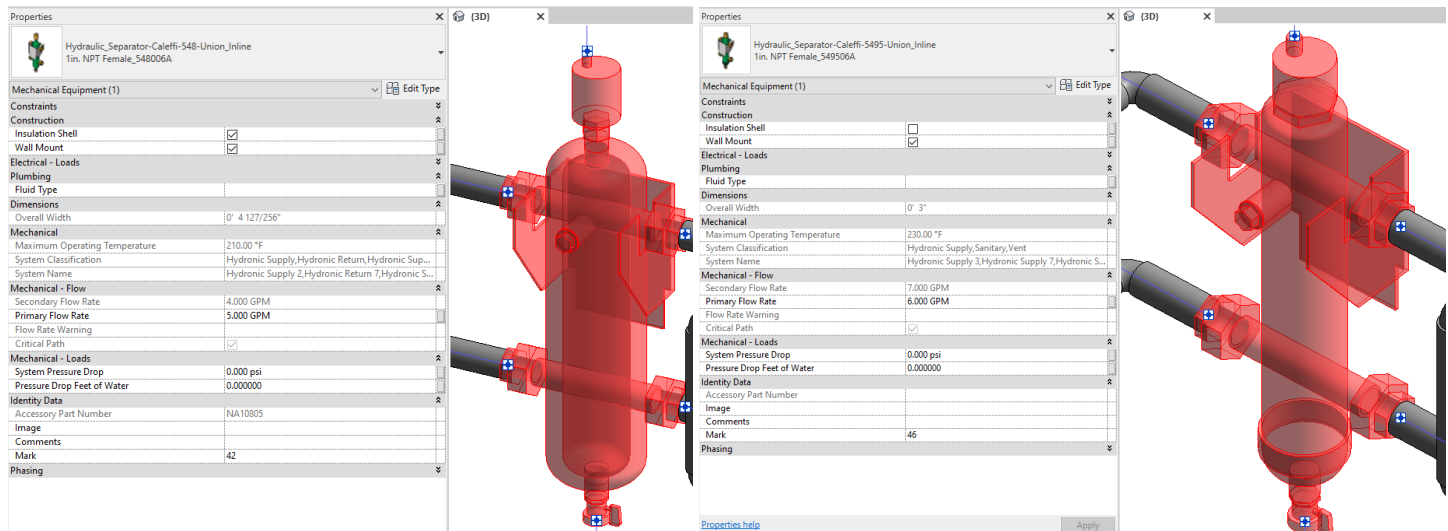 Properties
Hydraulic_Separator-Caleffi-548-Union_Inline
1in. NPT Female_548006A
Mechanical Equipment (1)
Edit Type
Constraints
Construction
Insulation Shell
Wall Mount
Electrical - Loads
Plumbing
Fluid Type
Dimensions
Overall Width 0' 4 127/256"
Mechanical
Maximum Operating Temperature 210.00 °F
System Classification Hydronic Supply,Hydronic Return,Hydronic Sup...
System Name Hydronic Supply 2,Hydronic Return 7,Hydronic S...
Mechanical - Flow
Secondary Flow Rate 4.000 GPM
Primary Flow Rate 5.000 GPM
Flow Rate Warning
Critical Path
Mechanical - Loads
System Pressure Drop 0.000 psi
Pressure Drop Feet of Water 0.000000
Identity Data
Accessory Part Number NA10805
Image
Comments
Mark 42
Phasing
{3D}
Properties
Hydraulic_Separator-Caleffi-5495-Union_Inline
1in. NPT Female_549506A
Mechanical Equipment (1)
Edit Type
Constraints
Construction
Insulation Shell
Wall Mount
Electrical - Loads
Plumbing
Fluid Type
Dimensions
Overall Width 0' 3"
Mechanical
Maximum Operating Temperature 230.00 °F
System Classification Hydronic Supply,Sanitary,Vent
System Name Hydronic Supply 3,Hydronic Supply 7,Hydronic S...
Mechanical - Flow
Secondary Flow Rate 7.000 GPM
Primary Flow Rate 6.000 GPM
Flow Rate Warning
Critical Path
Mechanical - Loads
System Pressure Drop 0.000 psi
Pressure Drop Feet of Water 0.000000
Identity Data
Accessory Part Number
Image
Comments
Mark 46
Phasing
Properties help
Apply
{3D}